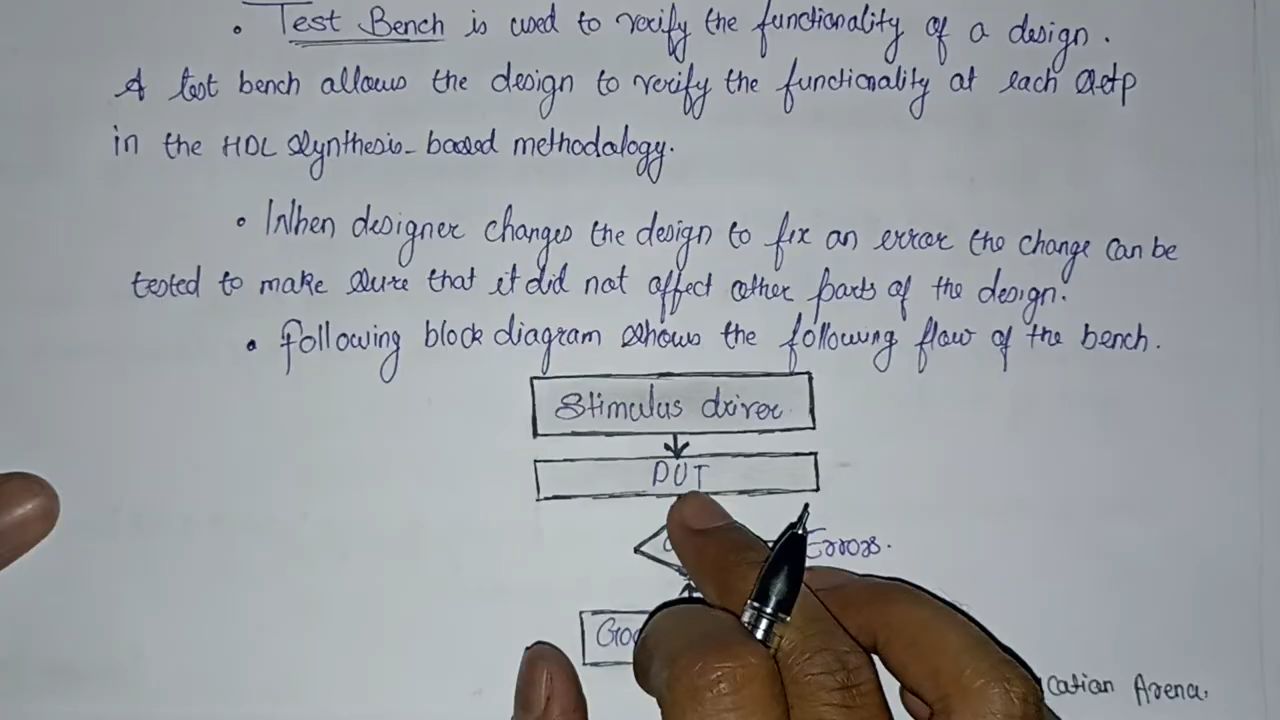 • Test Bench is used to verify the functionality of a design.
A test bench allows the design to verify the functionality at each setp
in the HDL synthesis-based methodology.
• When designer changes the design to fix an error the change can be
tested to make sure that it did not affect other parts of the design.
• Following block diagram shows the following flow of the bench.
Stimulus driver
DUT
Errors.
Arena.